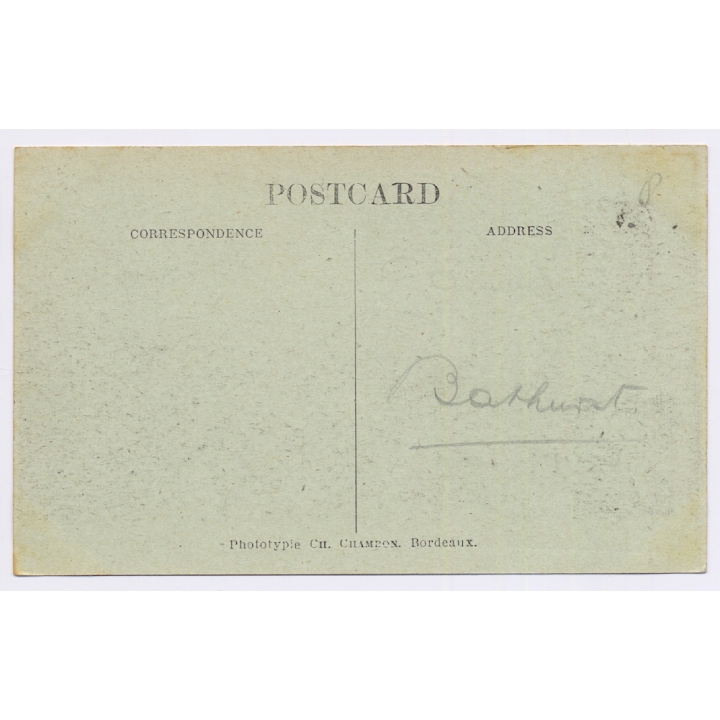 POSTCARD
CORRESPONDENCE
ADDRESS
P.
Bathurst
Phototypie CH. CHAMBON. Bordeaux.